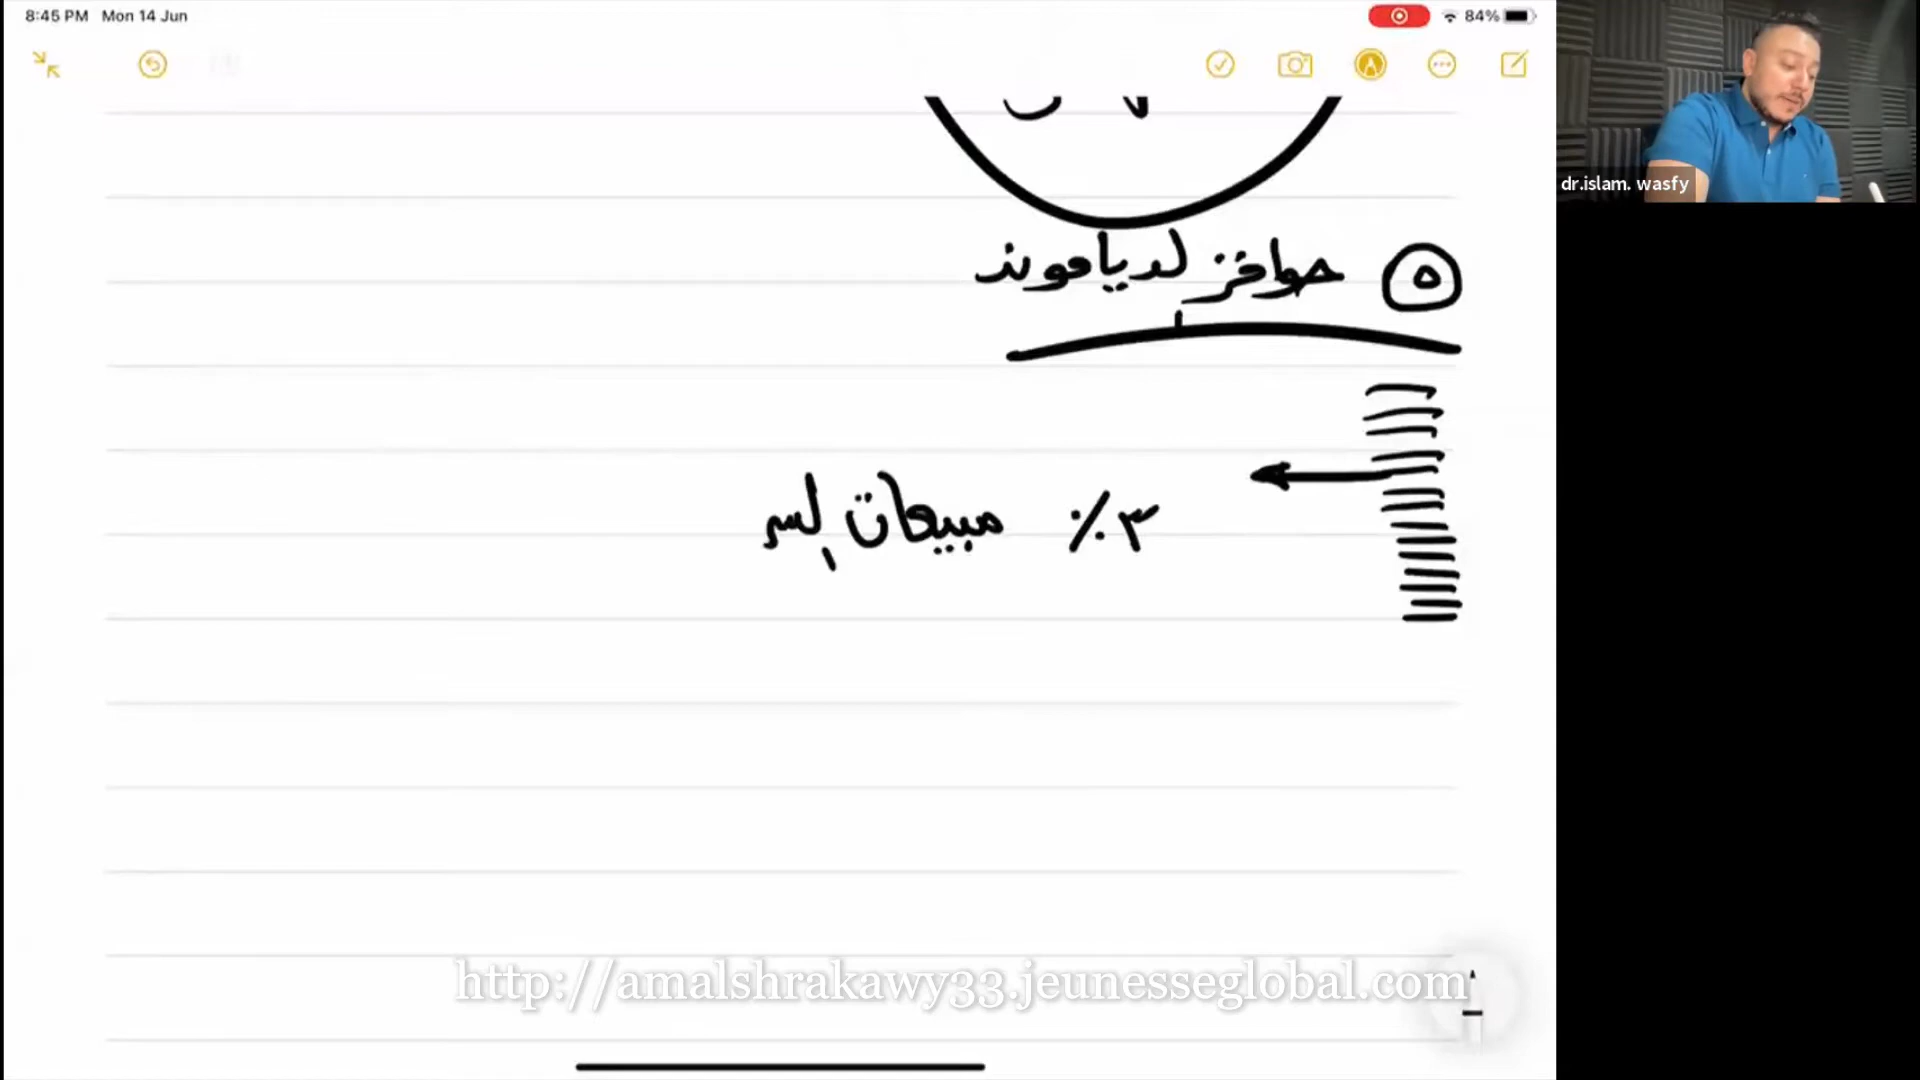 8:45 PM Mon 14 Jun
84%
dr.islam. wasfy
٥ حوافز لدياموند
٣٪ مبيعات
http://amalshrakawy33.jeunesseglobal.com